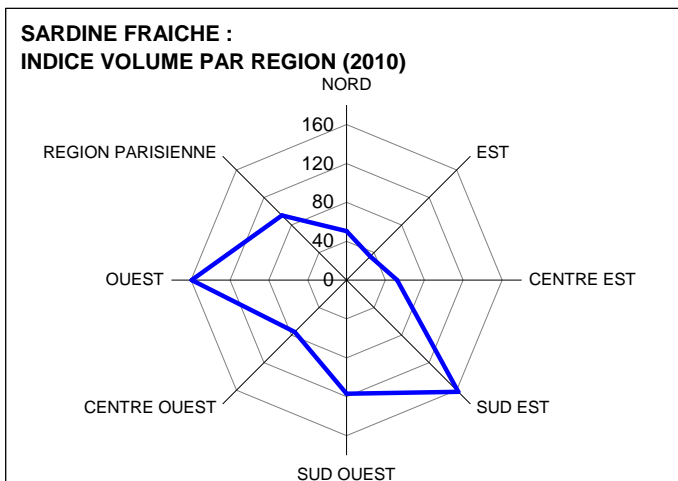 SARDINE FRAICHE :
INDICE VOLUME PAR REGION (2010)
NORD
160
REGION PARISIENNE
EST
120
80
40
OUEST
0
CENTRE EST
CENTRE OUEST
SUD EST
SUD OUEST